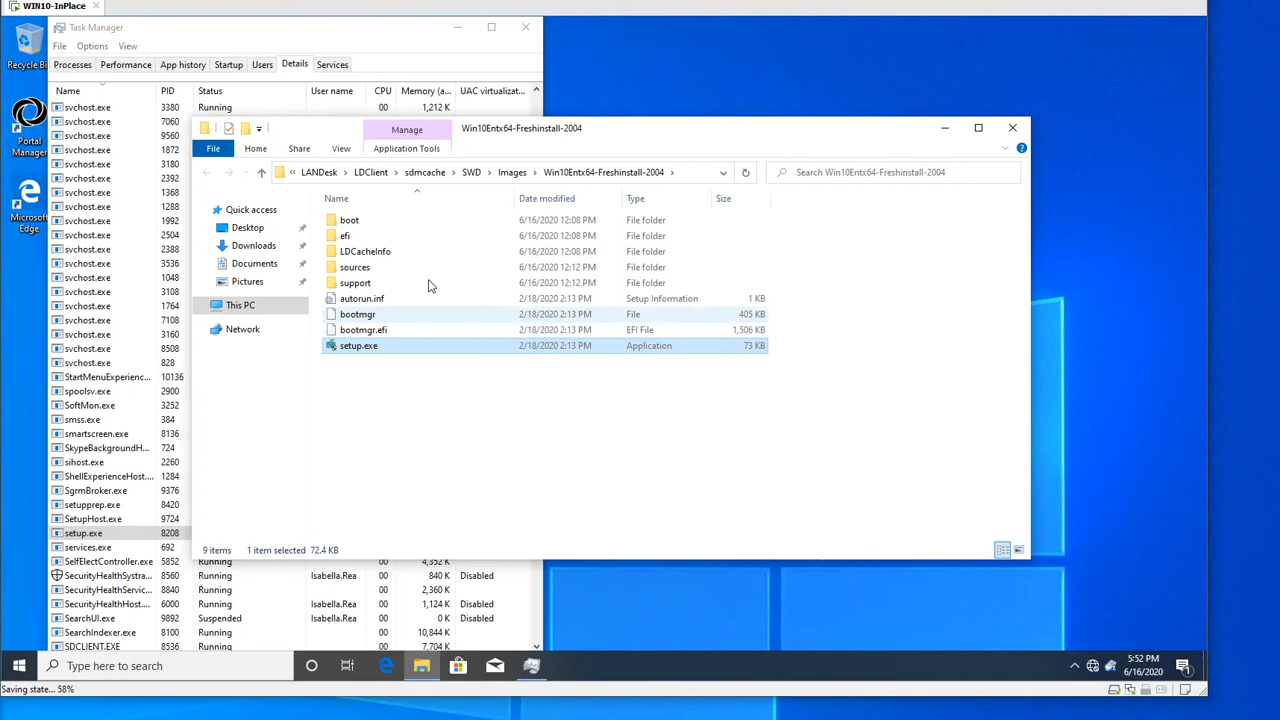 WIN10-InPlace
Recycle Bi
Portal
Manager
Microsoft
Edge
Task Manager
File Options View
Processes Performance App history Startup Users Details Services
Name PID Status User name CPU Memory (a... UAC virtualizat...
svchost.exe 3380 Running 00 1,212 K
svchost.exe 7060
svchost.exe 9560
svchost.exe 1872
svchost.exe 3180
svchost.exe 2492
svchost.exe 1368
svchost.exe 1288
svchost.exe 1992
svchost.exe 2504
svchost.exe 2384
svchost.exe 3692
svchost.exe 1048
svchost.exe 3308
svchost.exe 1764
svchost.exe 7708
svchost.exe 3160
svchost.exe 8508
svchost.exe 828
StartMenuExperienc... 10136
spoolsv.exe 2900
SoftMon.exe 3252
smss.exe 384
smartscreen.exe 8136
SkypeBackgroundH... 724
sihost.exe 2260
ShellExperienceHost.... 1284
SgrmBroker.exe 9376
setupprep.exe 8420
SetupHost.exe 9724
setup.exe 8208
services.exe 692
SelfElectController.exe 5852 Running 00 4,352 K
SecurityHealthSystra... 8560 Running Isabella.Rea 00 840 K Disabled
SecurityHealthServic... 8840 Running 00 2,360 K
SecurityHealthHost.... 6000 Running Isabella.Rea 00 1,124 K Disabled
SearchUI.exe 9892 Suspended Isabella.Rea 00 0 K Disabled
SearchIndexer.exe 8100 Running 00 10,844 K
SDCLIENT.EXE 8536 Running 00 7,704 K
Manage Win10Entx64-Freshinstall-2004
File Home Share View Application Tools
« LANDesk › LDClient › sdmcache › SWD › Images › Win10Entx64-Freshinstall-2004 ›
Search Win10Entx64-Freshinstall-2004
Quick access
Desktop
Downloads
Documents
Pictures
This PC
Network
Name Date modified Type Size
boot 6/16/2020 12:08 PM File folder
efi 6/16/2020 12:08 PM File folder
LDCacheInfo 6/16/2020 12:08 PM File folder
sources 6/16/2020 12:12 PM File folder
support 6/16/2020 12:12 PM File folder
autorun.inf 2/18/2020 2:13 PM Setup Information 1 KB
bootmgr 2/18/2020 2:13 PM File 405 KB
bootmgr.efi 2/18/2020 2:13 PM EFI File 1,506 KB
setup.exe 2/18/2020 2:13 PM Application 73 KB
9 items 1 item selected 72.4 KB
Type here to search
5:52 PM
6/16/2020
1
Saving state... 58%